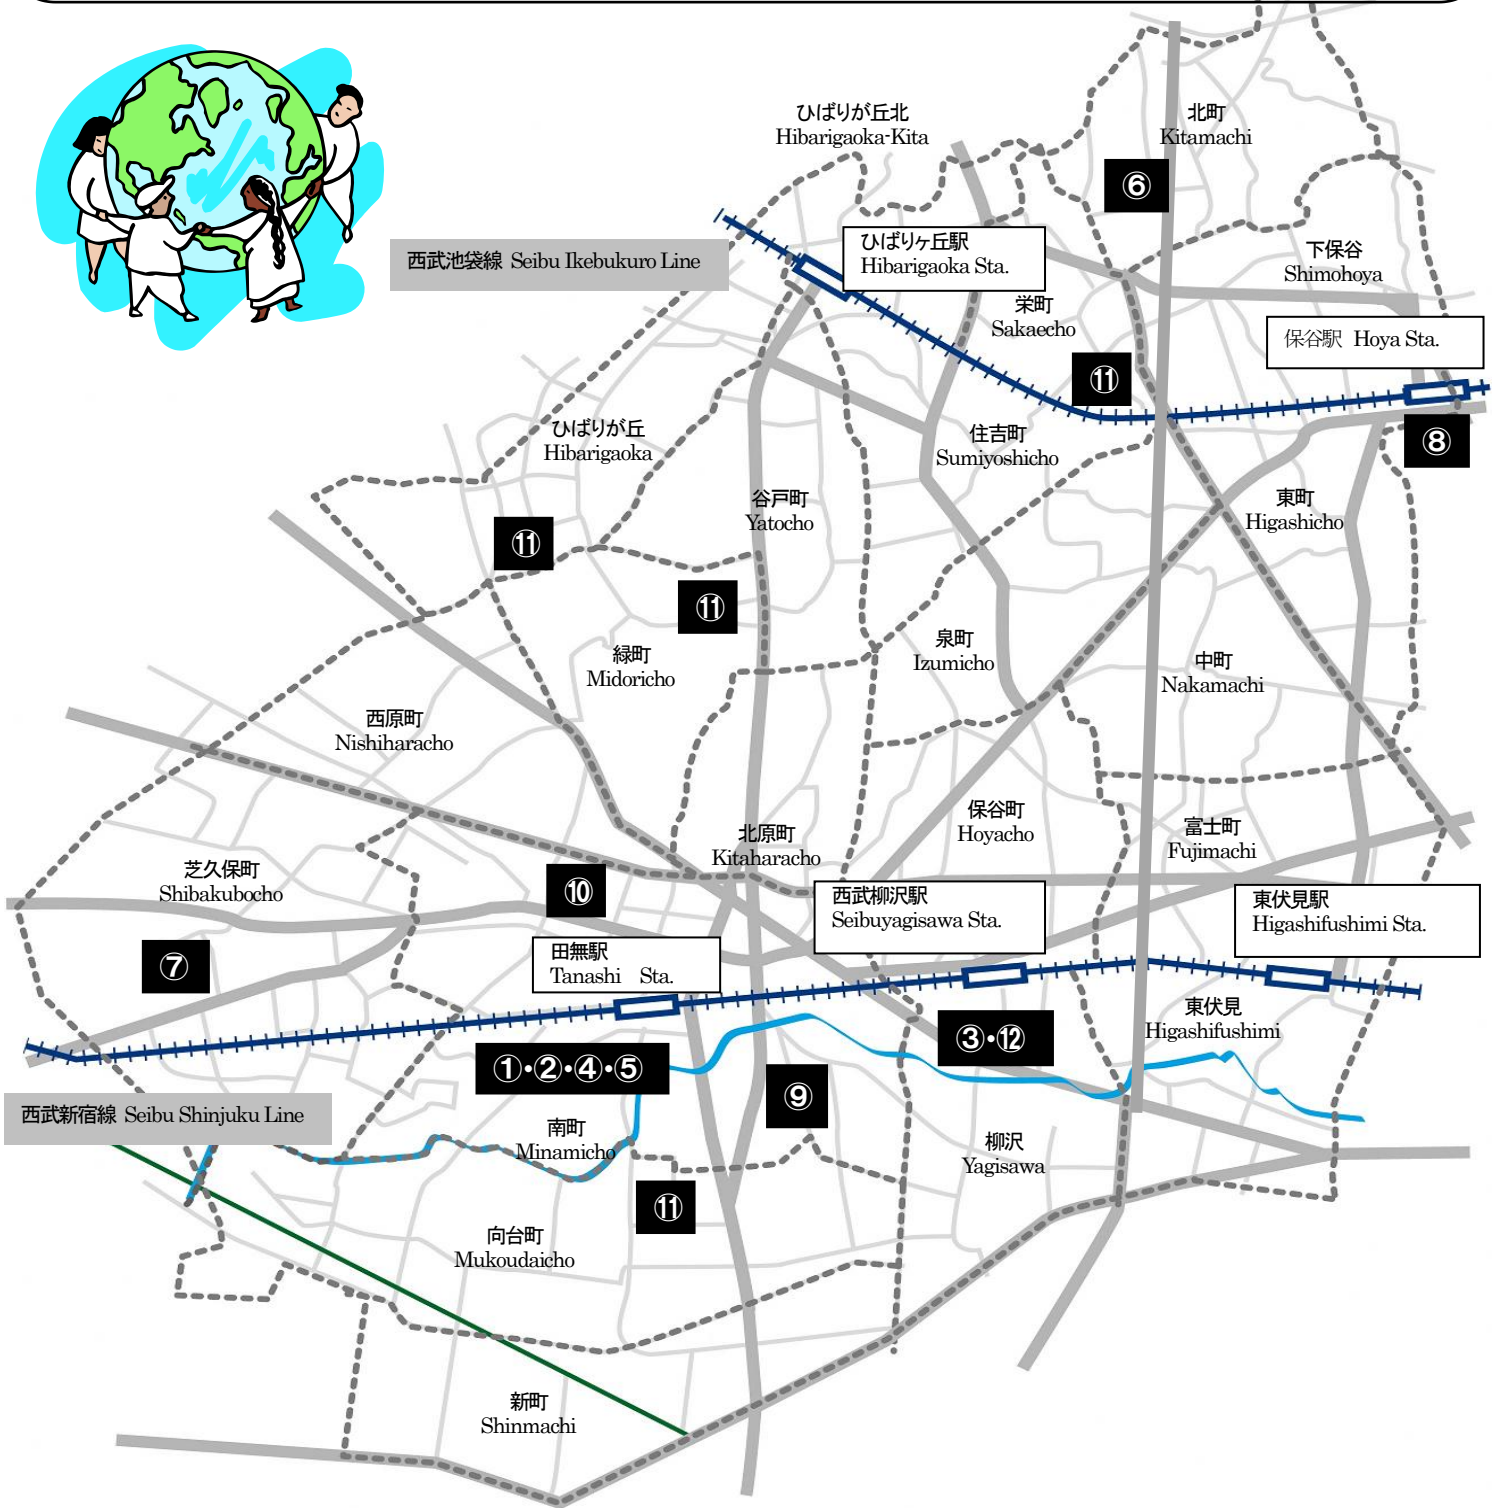 ひばりが丘北
Hibarigaoka-Kita
北町
Kitamachi
⑥
西武池袋線 Seibu Ikebukuro Line
ひばりヶ丘駅
Hibarigaoka Sta.
下保谷
Shimohoya
栄町
Sakaecho
保谷駅 Hoya Sta.
⑪
ひばりが丘
Hibarigaoka
住吉町
Sumiyoshicho
⑧
谷戸町
Yatocho
東町
Higashicho
⑪
⑪
緑町
Midoricho
泉町
Izumicho
中町
Nakamachi
西原町
Nishiharacho
北原町
Kitaharacho
保谷町
Hoyacho
富士町
Fujimachi
芝久保町
Shibakubocho
⑩
西武柳沢駅
Seibuyagisawa Sta.
東伏見駅
Higashifushimi Sta.
⑦
田無駅
Tanashi Sta.
東伏見
Higashifushimi
③・⑫
①・②・④・⑤
⑨
西武新宿線 Seibu Shinjuku Line
南町
Minamicho
柳沢
Yagisawa
⑪
向台町
Mukoudaicho
新町
Shinmachi